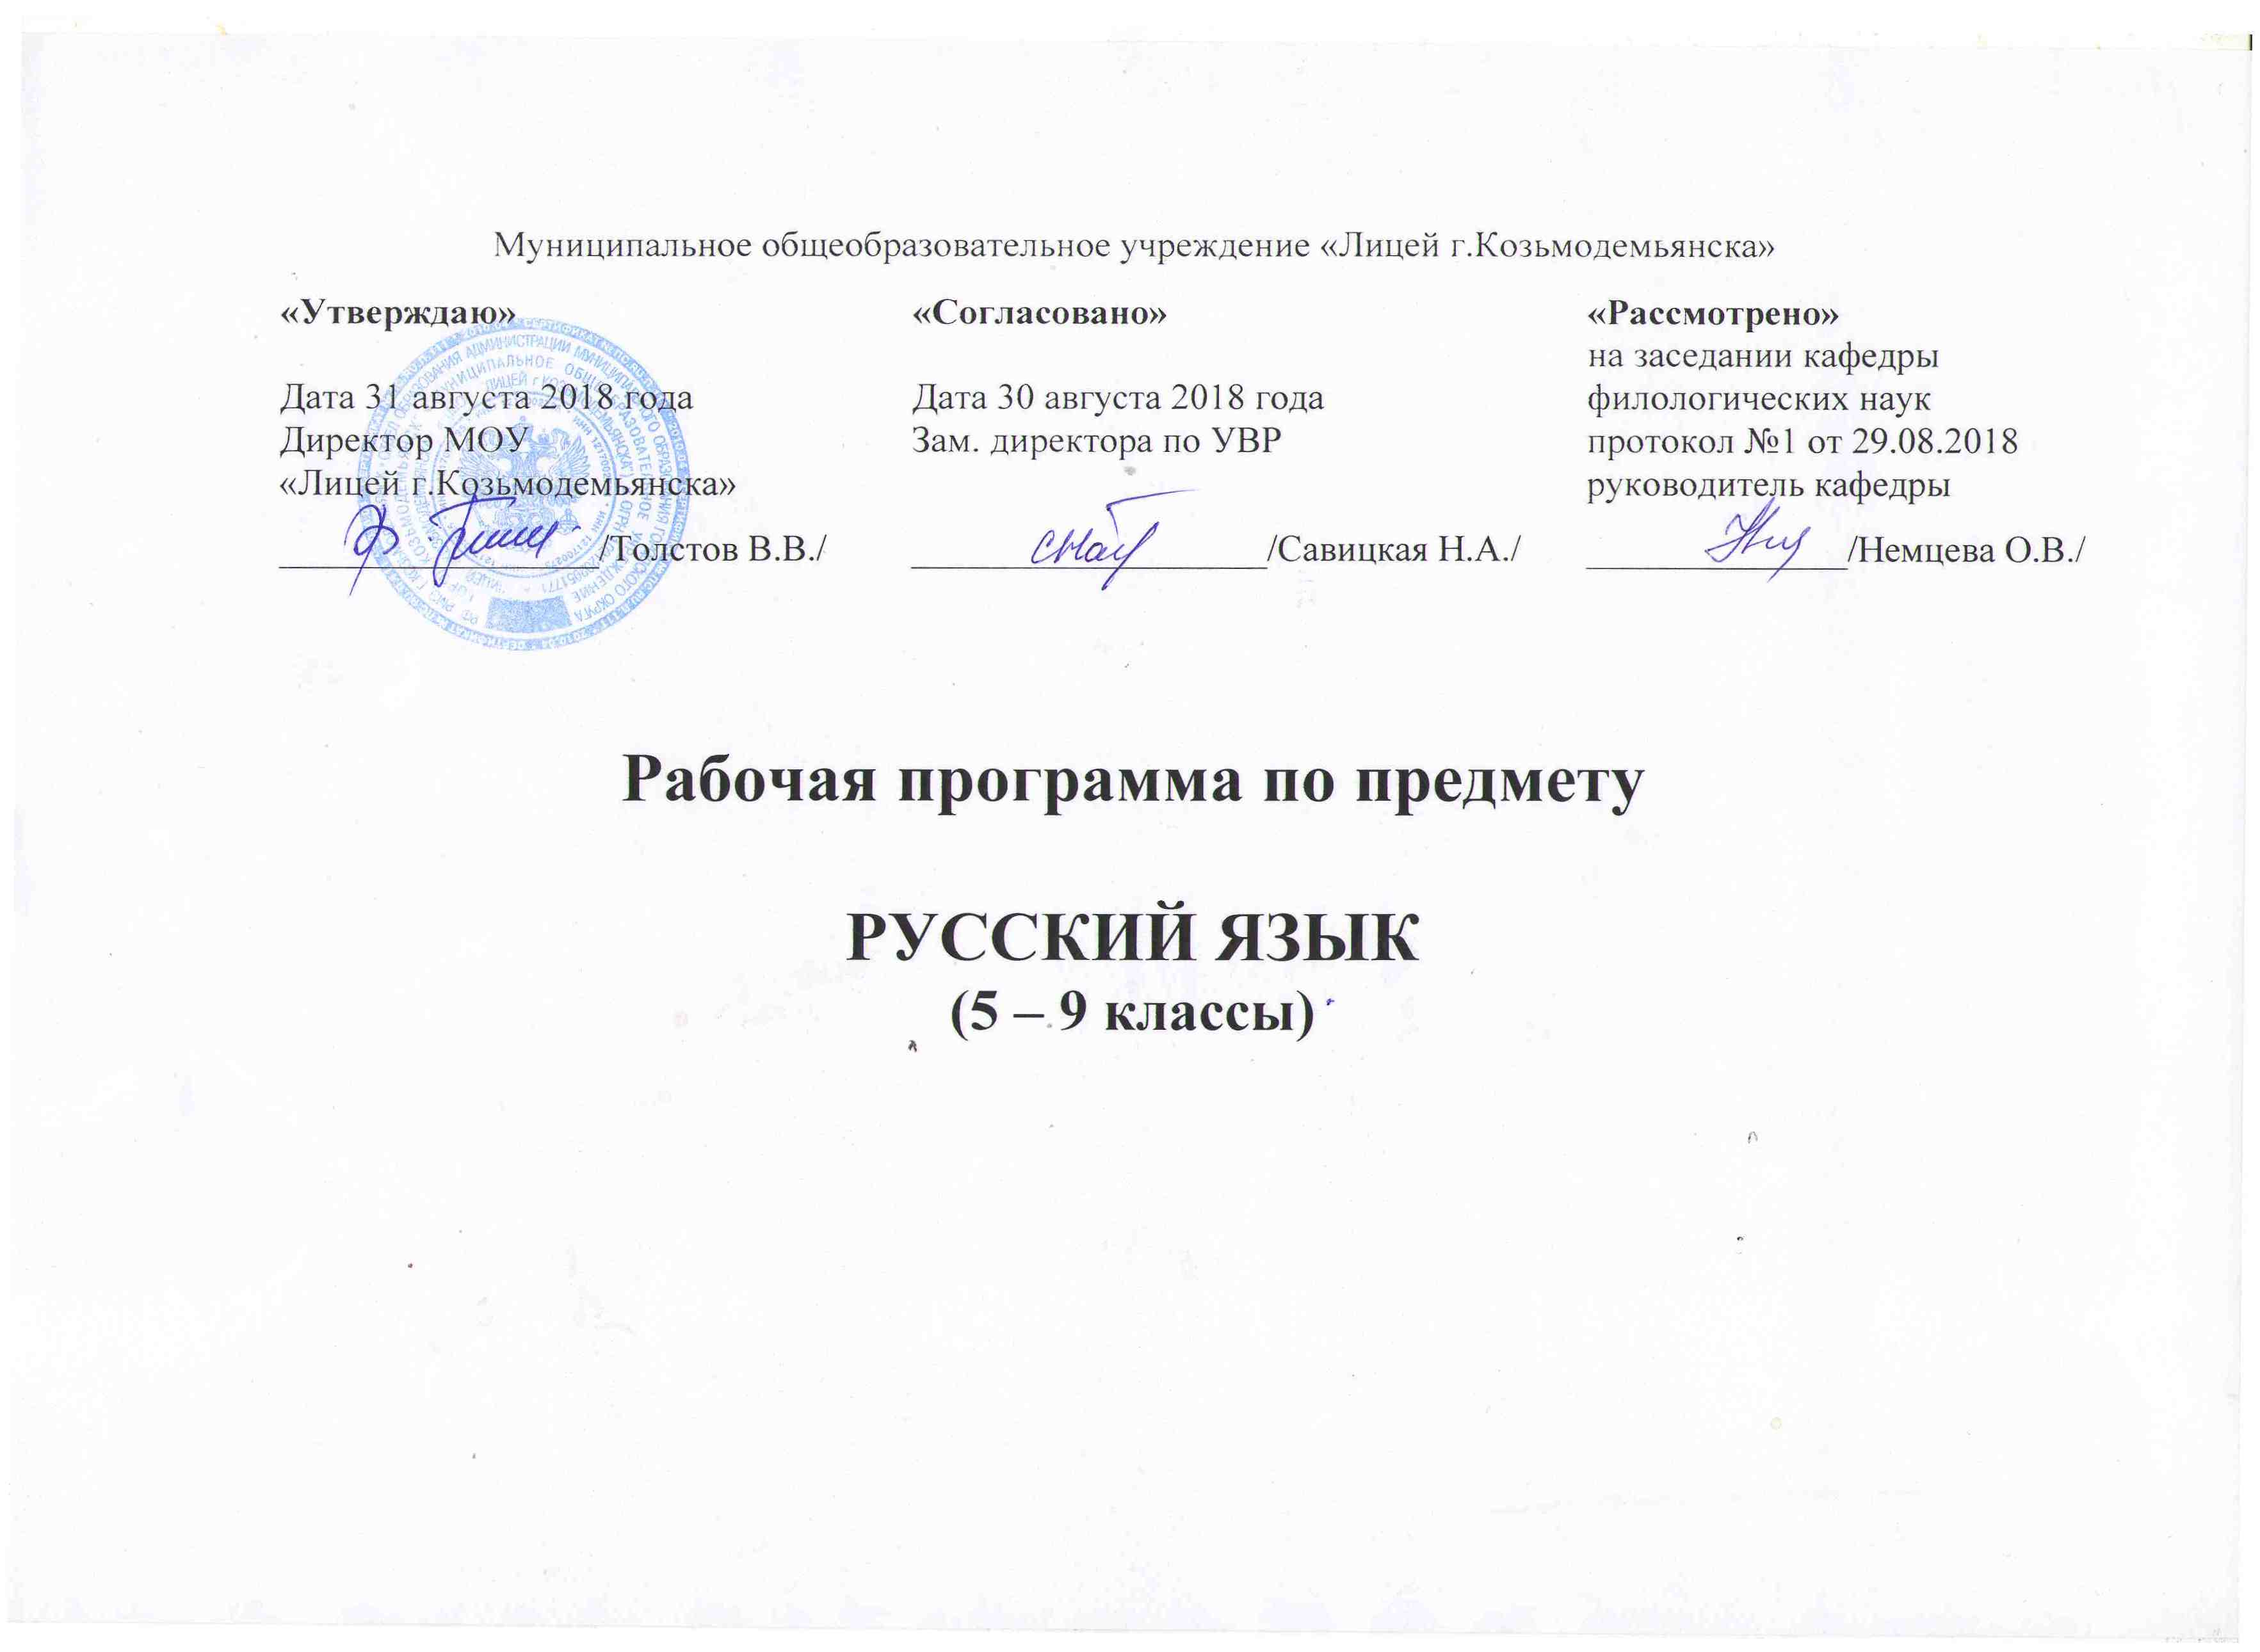 Муниципальное общеобразовательное учреждение «Лицей г.Козьмодемьянска»
«Утверждаю»
Дата 31 августа 2018 года
Директор МОУ
«Лицей г.Козьмодемьянска»
/Толстов В.В./
«Согласовано»
Дата 30 августа 2018 года
Зам. директора по УВР
/Савицкая Н.А./
«Рассмотрено»
на заседании кафедры
филологических наук
протокол №1 от 29.08.2018
руководитель кафедры
/Немцева О.В./
Рабочая программа по предмету
РУССКИЙ ЯЗЫК
(5 – 9 классы)